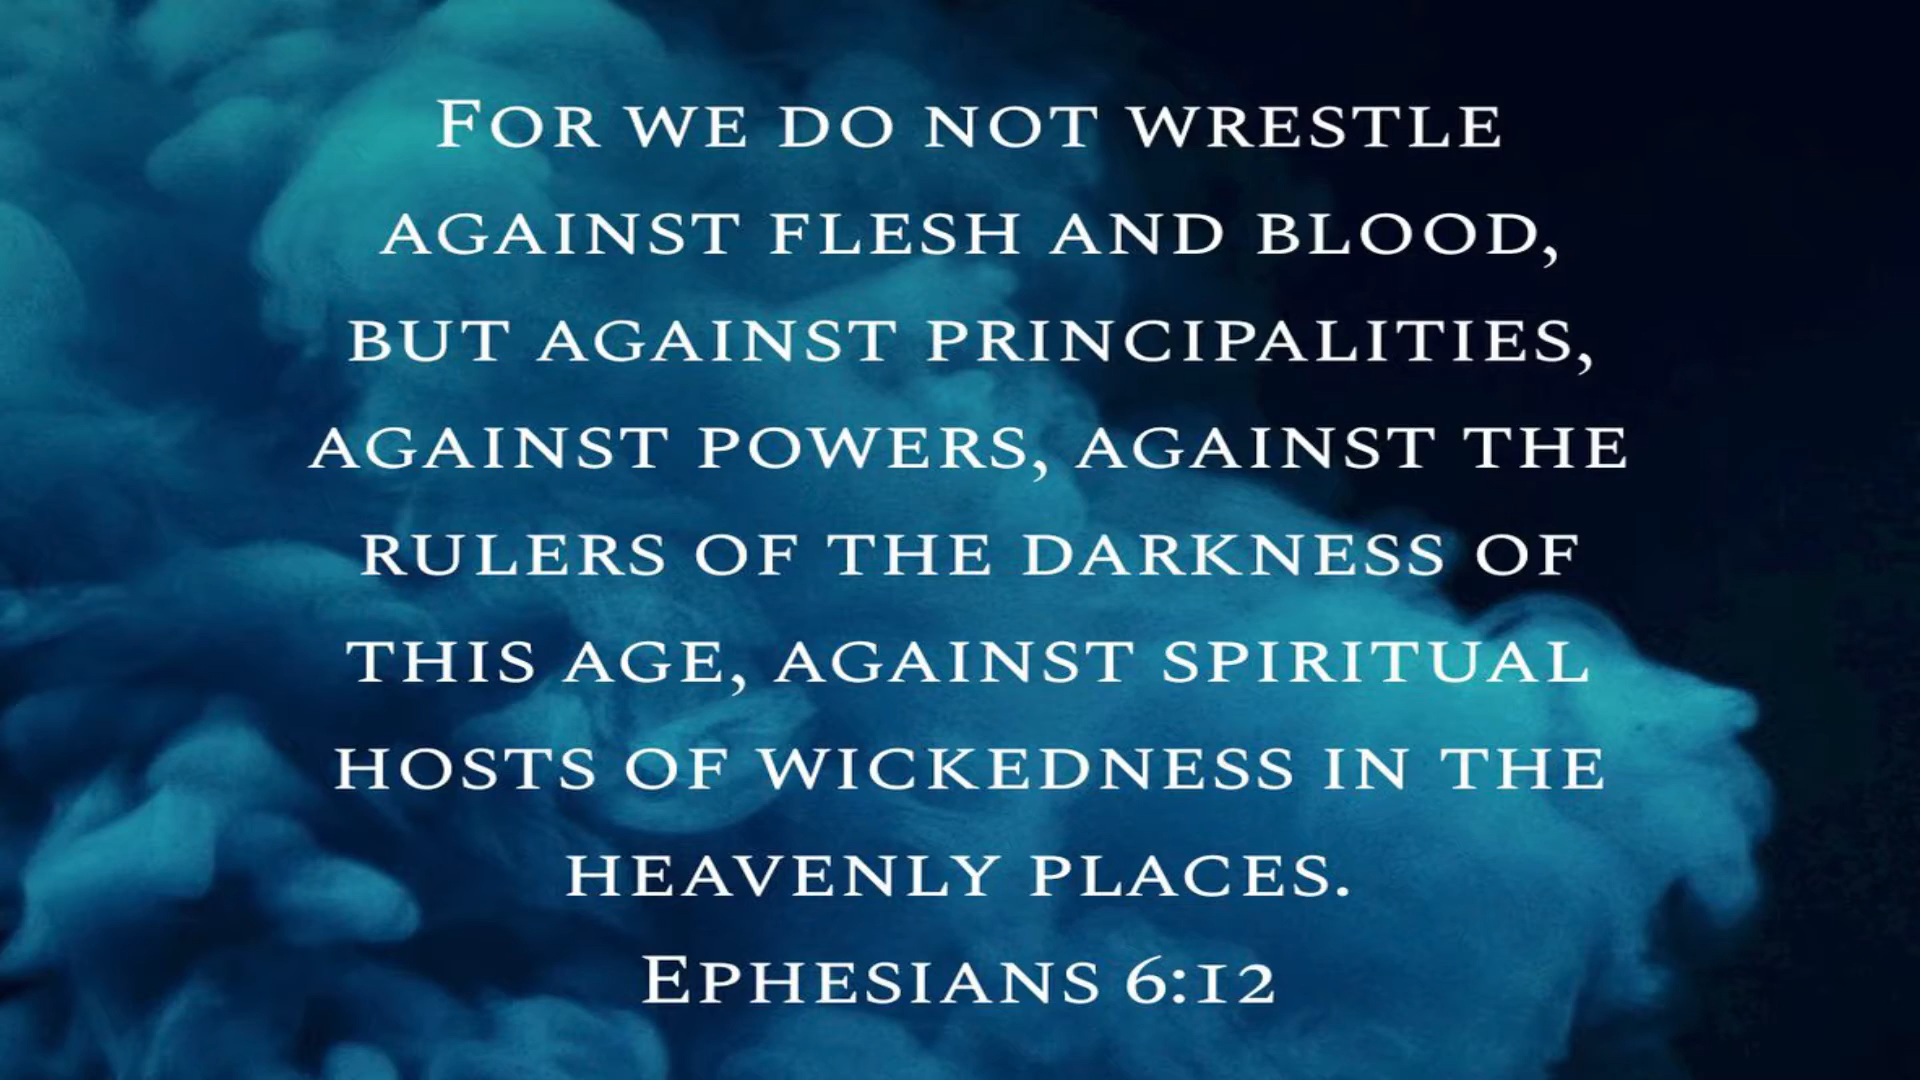 For we do not wrestle
against flesh and blood,
but against principalities,
against powers, against the
rulers of the darkness of
this age, against spiritual
hosts of wickedness in the
heavenly places.
Ephesians 6:12